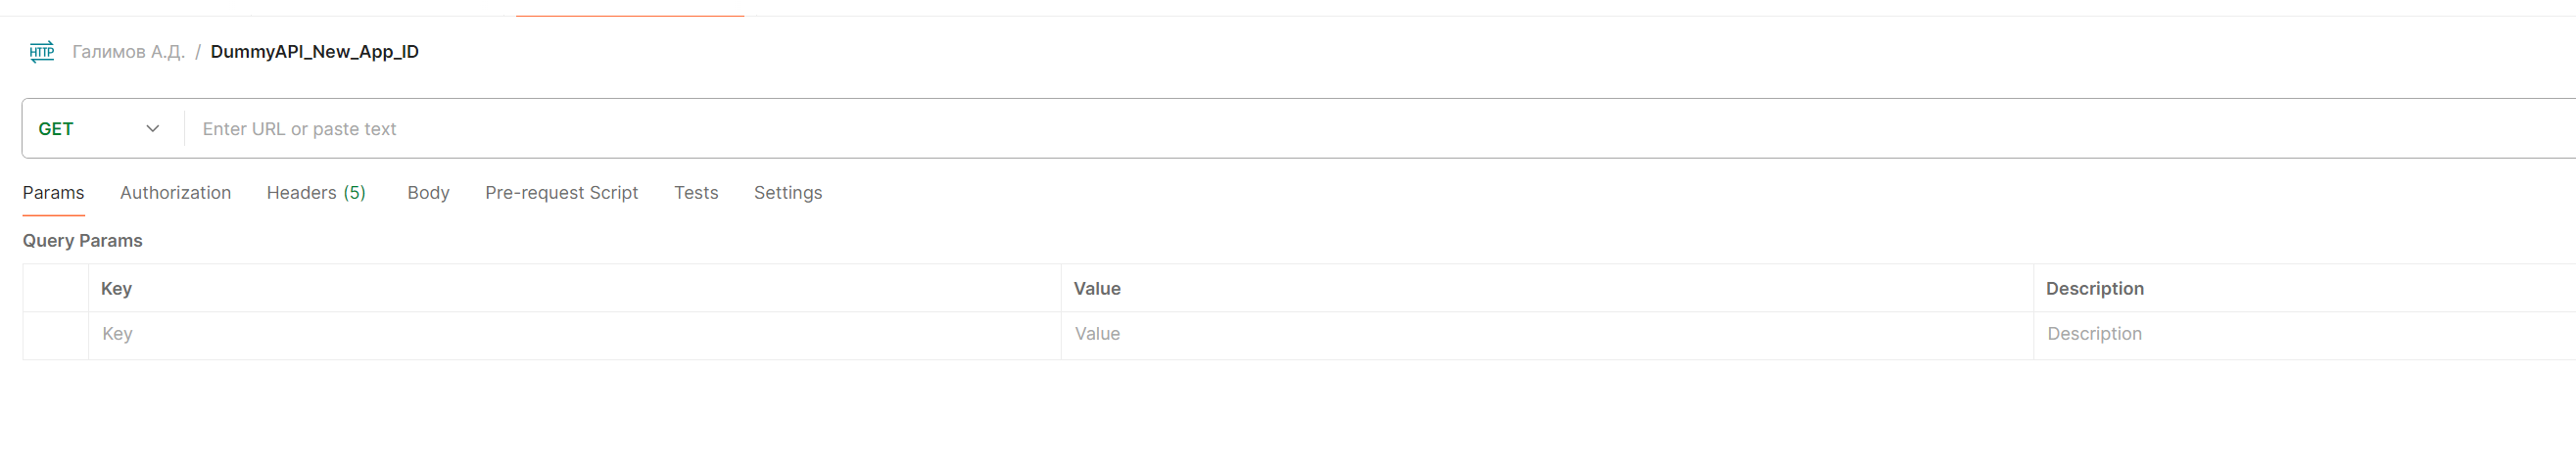 HTTP Галимов А.Д. / DummyAPI_New_App_ID
GET Enter URL or paste text
Params Authorization Headers (5) Body Pre-request Script Tests Settings
Query Params
Key Value Description
Key Value Description